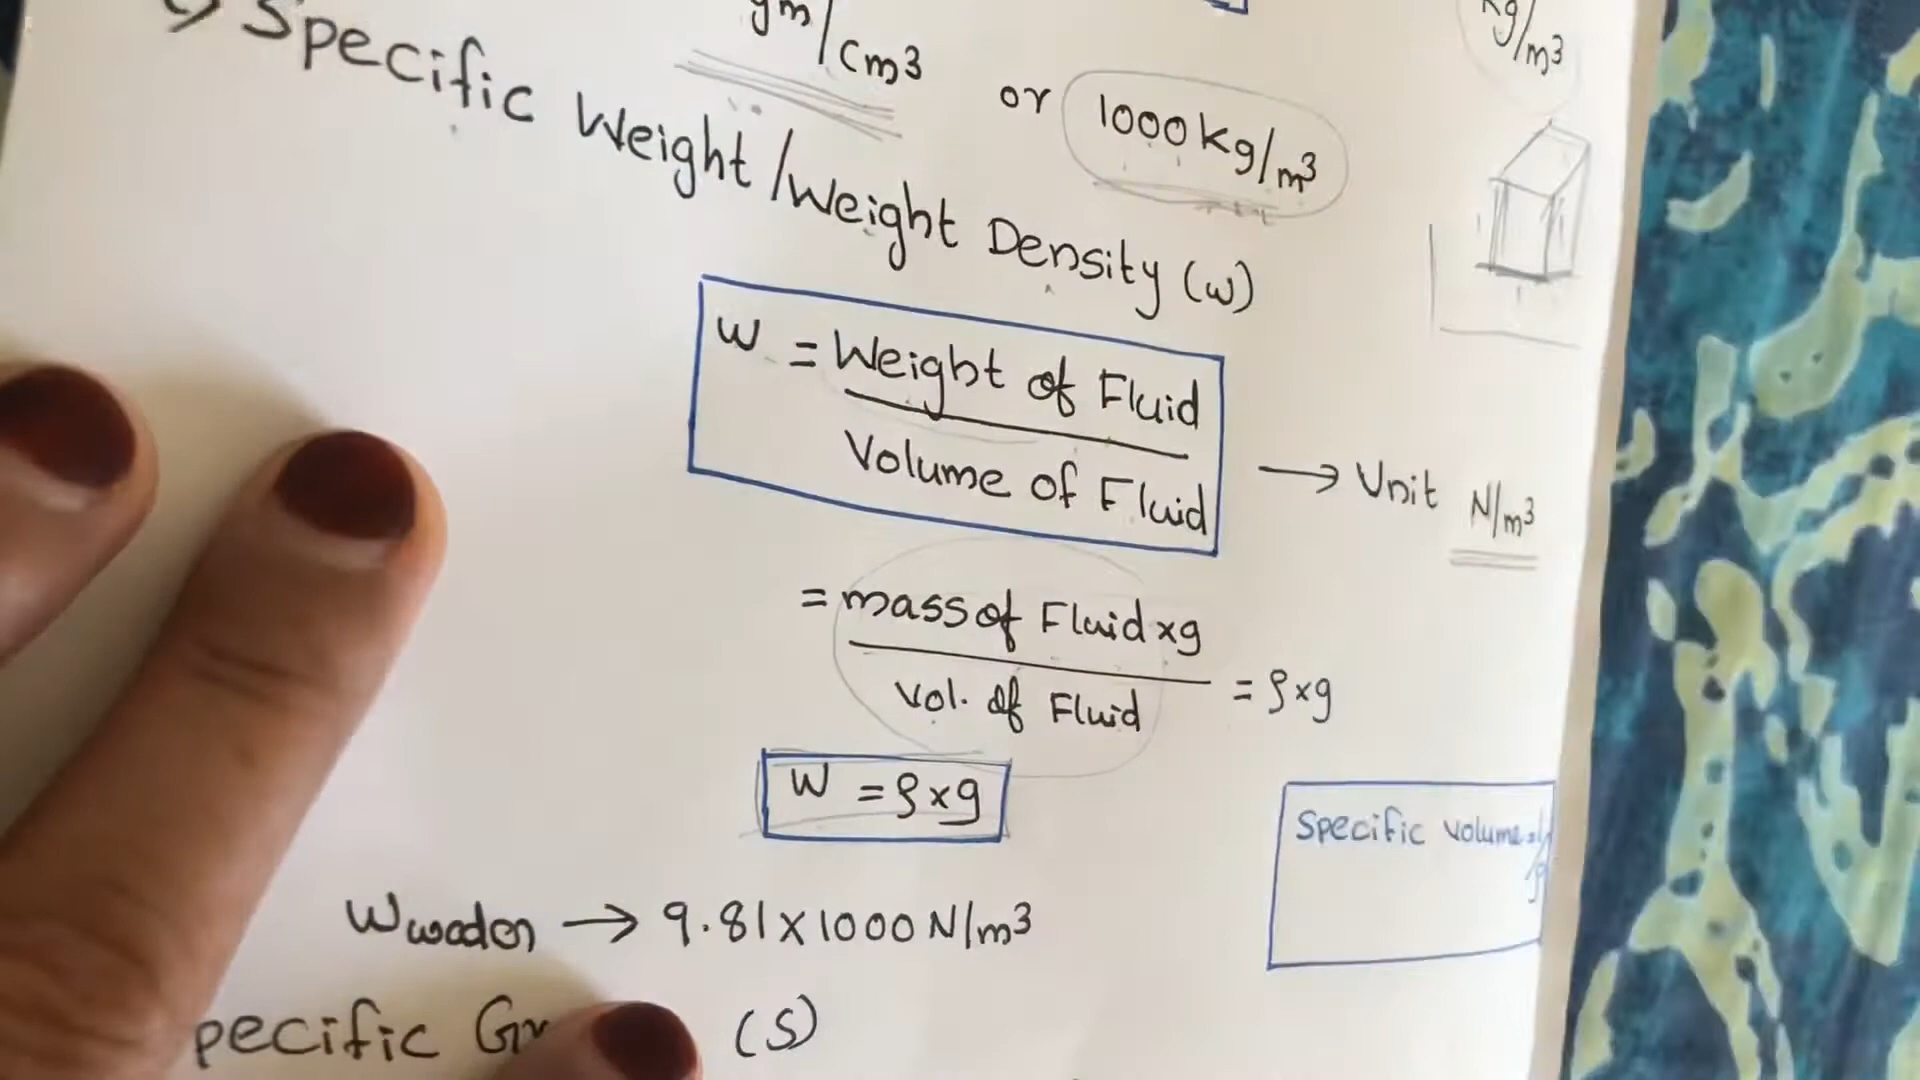 gm/cm3 or 1000 kg/m3
kg/m3
Specific Weight/Weight Density (w)
w = Weight of Fluid
Volume of Fluid
→ Unit N/m3
= mass of Fluid x g
vol. of Fluid
= ρ x g
W = ρ x g
Specific volume = 1/ρ
W → 9.81 X 1000 N/m3
pecific (S)